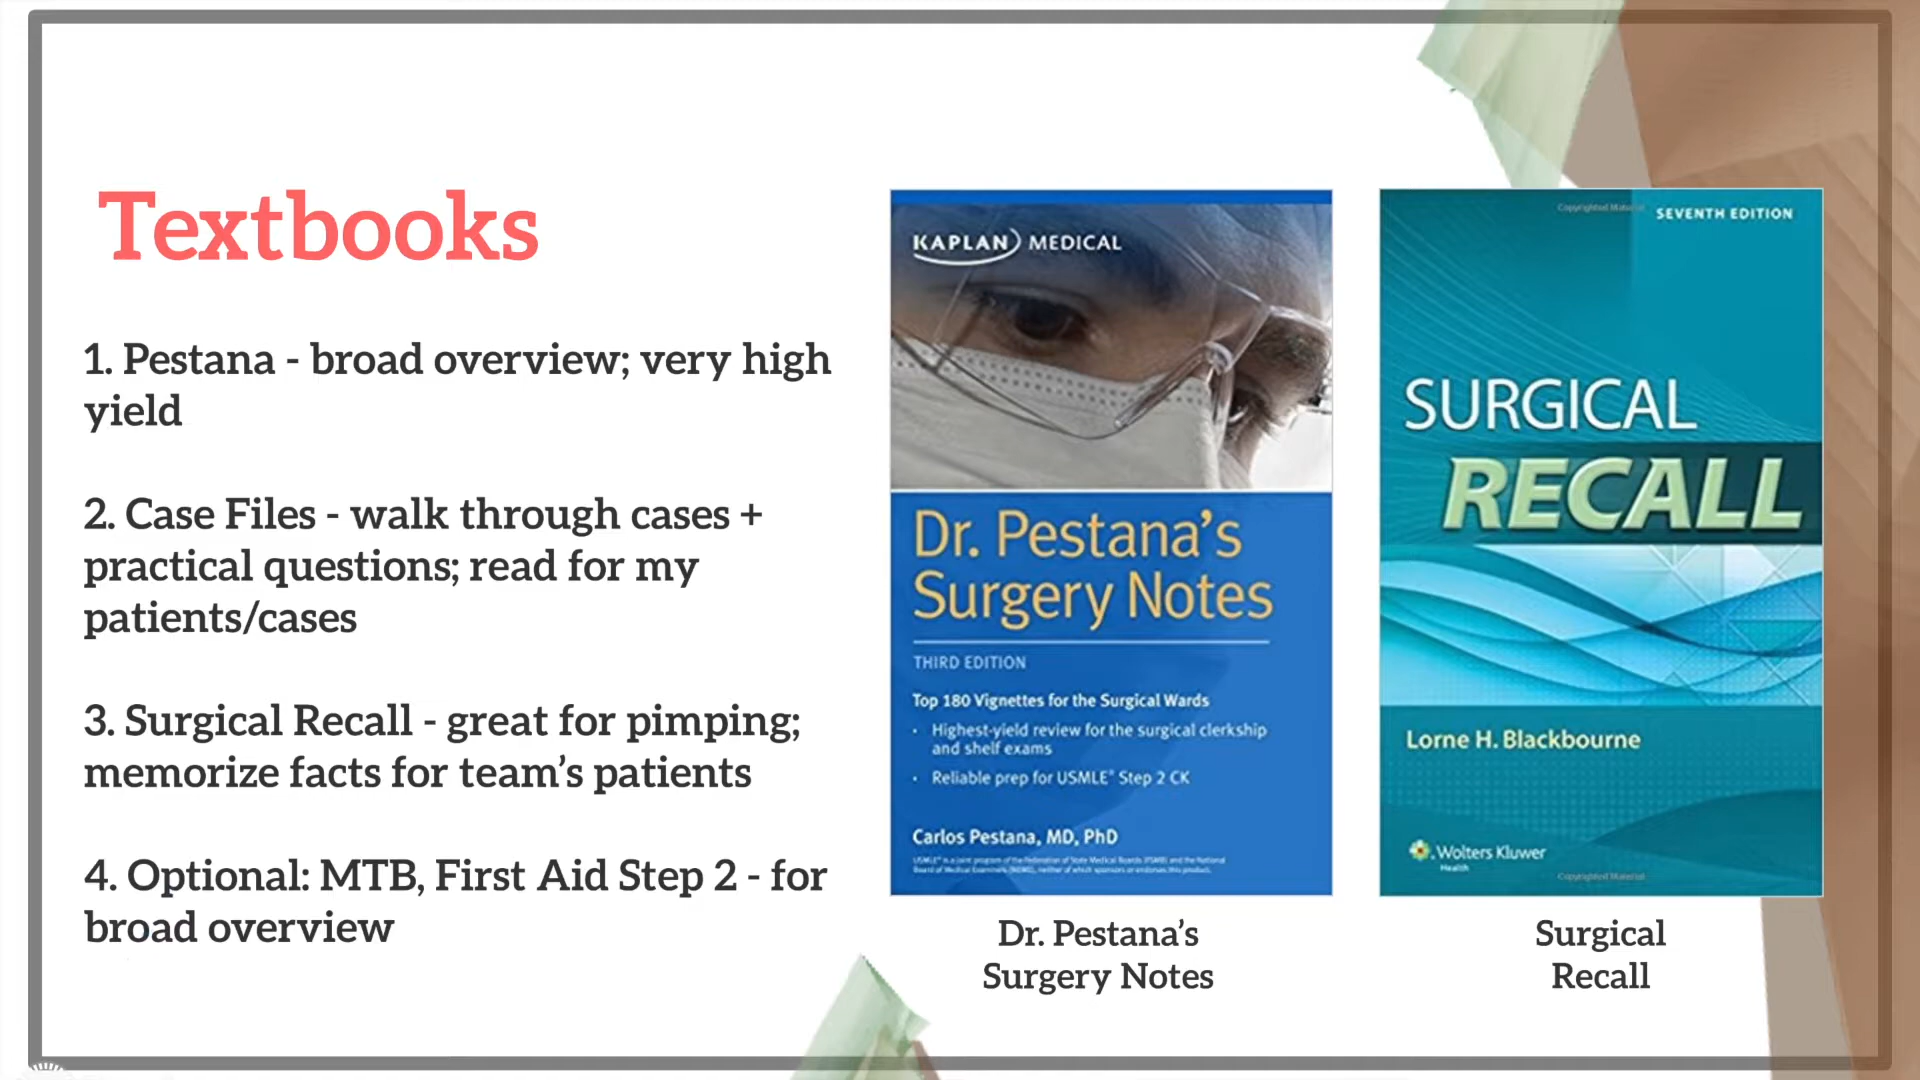 Textbooks
1. Pestana - broad overview; very high
yield
2. Case Files - walk through cases +
practical questions; read for my
patients/cases
3. Surgical Recall - great for pimping;
memorize facts for team's patients
4. Optional: MTB, First Aid Step 2 - for
broad overview
KAPLAN MEDICAL
Dr. Pestana's
Surgery Notes
THIRD EDITION
Top 180 Vignettes for the Surgical Wards
• Highest-yield review for the surgical clerkship
and shelf exams
• Reliable prep for USMLE® Step 2 CK
Carlos Pestana, MD, PhD
USMLE® is a joint program of the Federation of State Medical Boards (FSMB) and the National
Board of Medical Examiners (NBME), neither of which sponsors or endorses this product.
Dr. Pestana's
Surgery Notes
Copyrighted Material
SEVENTH EDITION
SURGICAL
RECALL
Lorne H. Blackbourne
Wolters Kluwer
Health
Copyrighted Material
Surgical
Recall